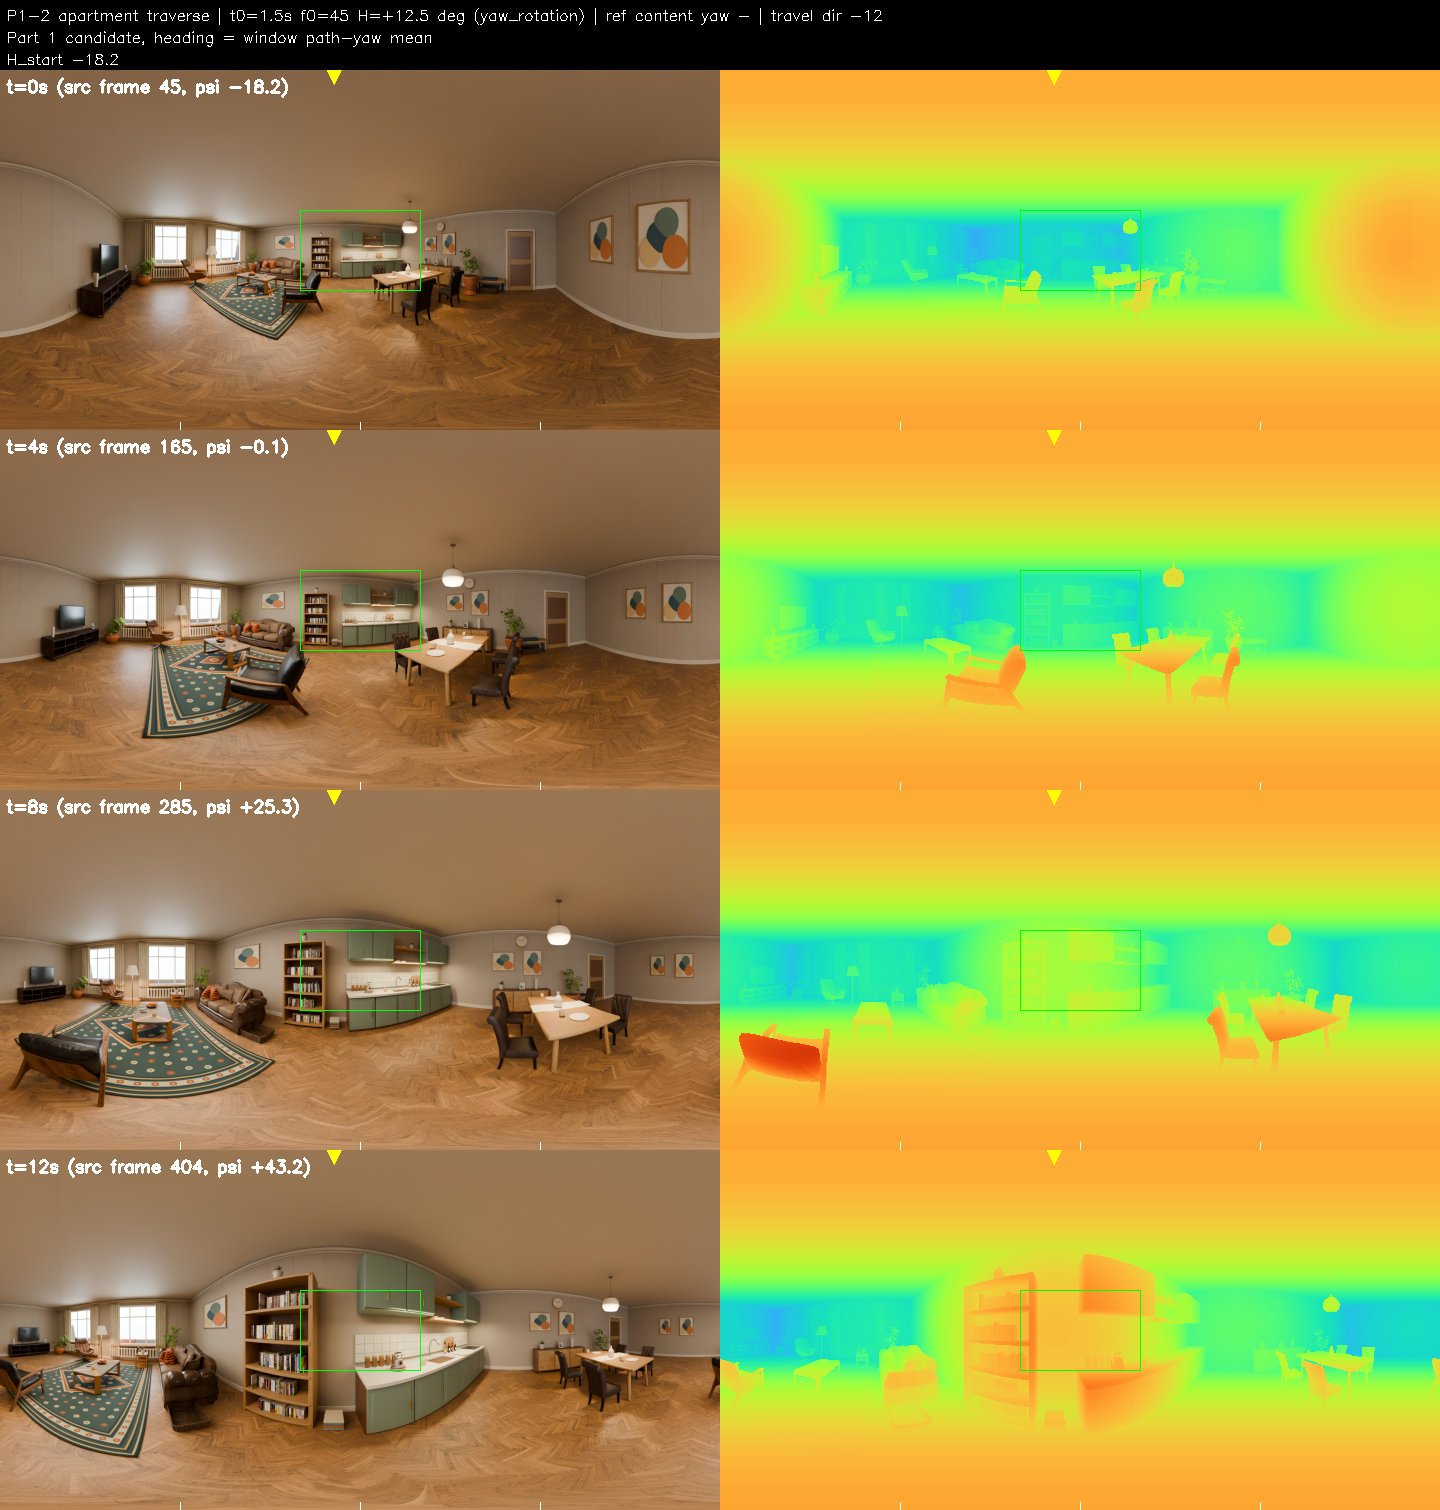 P1-2 apartment traverse | t0=1.5s f0=45 H=+12.5 deg (yaw_rotation) | ref content yaw - | travel dir -12
Part 1 candidate, heading = window path-yaw mean
H_start -18.2
t=0s (src frame 45, psi -18.2)
t=4s (src frame 165, psi -0.1)
t=8s (src frame 285, psi +25.3)
t=12s (src frame 404, psi +43.2)